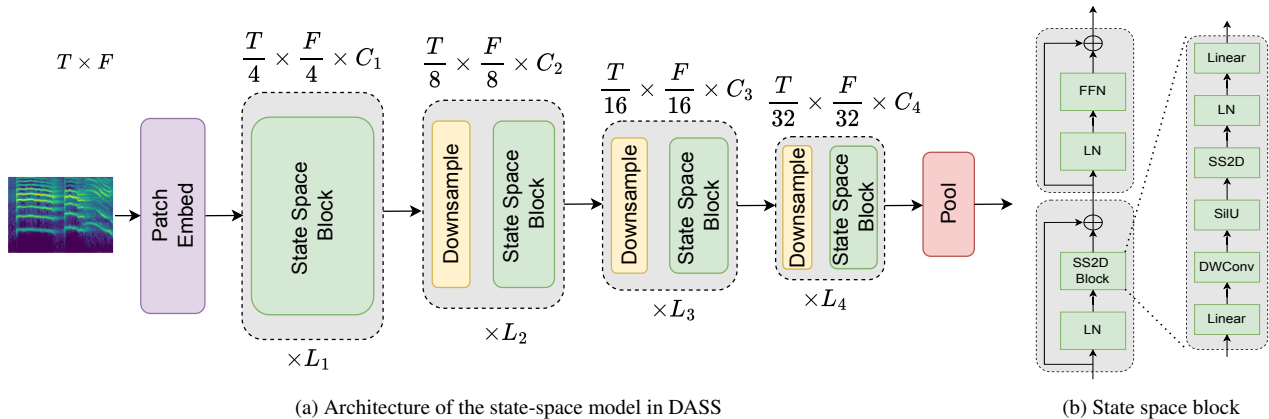 T × F
T/4 × F/4 × C₁
T/8 × F/8 × C₂
T/16 × F/16 × C₃
T/32 × F/32 × C₄
Patch
Embed
State Space
Block
×L₁
Downsample
State Space
Block
×L₂
Downsample
State Space
Block
×L₃
Downsample
State Space
Block
×L₄
Pool
(a) Architecture of the state-space model in DASS
FFN
LN
SS2D
Block
LN
Linear
LN
SS2D
SilU
DWConv
Linear
(b) State space block